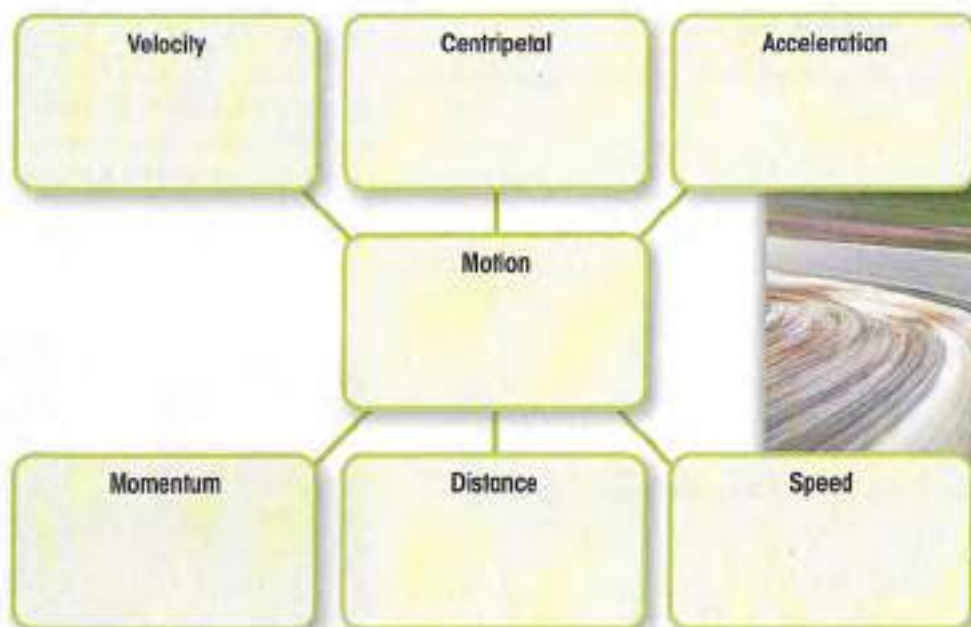 Velocity
Centripetal
Acceleration
Motion
Momentum
Distance
Speed